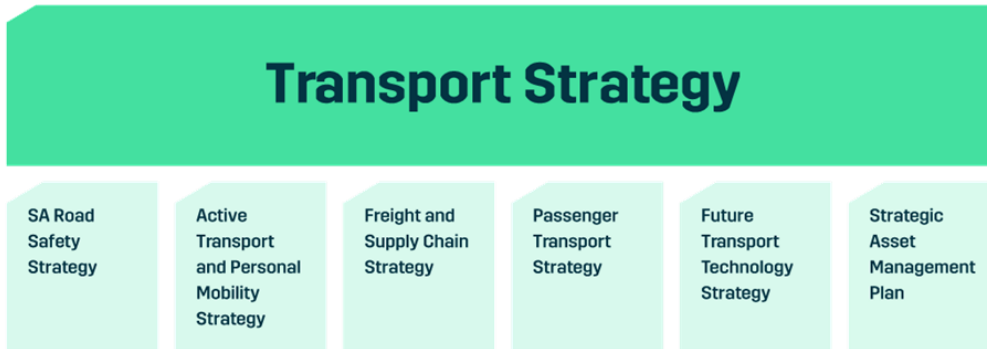 Transport Strategy
SA Road
Safety
Strategy
Active
Transport
and Personal
Mobility
Strategy
Freight and
Supply Chain
Strategy
Passenger
Transport
Strategy
Future
Transport
Technology
Strategy
Strategic
Asset
Management
Plan